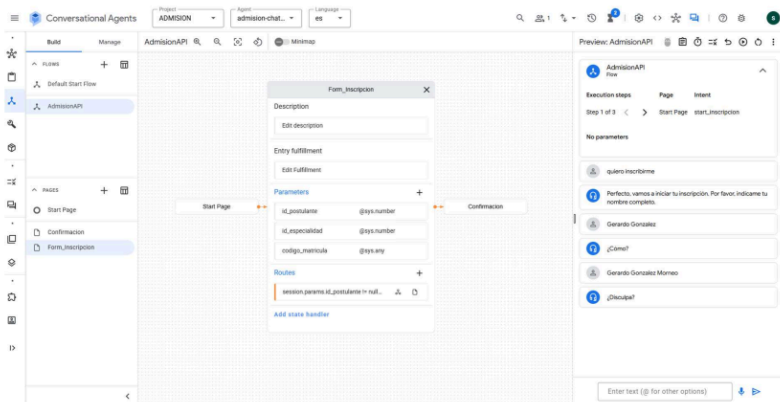 Conversational Agents
Project
ADMISION
Agent
admision-chat...
Language
es
1
2
S
Build
Manage
FLOWS
Default Start Flow
AdmisionAPI
PAGES
Start Page
Confirmacion
Form_Inscripcion
AdmisionAPI
Minimap
Start Page
Form_Inscripcion
Description
Edit description
Entry fulfillment
Edit Fulfillment
Parameters
id_postulante @sys.number
id_especialidad @sys.number
codigo_matricula @sys.any
Routes
session.params.id_postulante != null...
Add state handler
Confirmacion
Preview: AdmisionAPI
AdmisionAPI
Flow
Execution steps Page Intent
Step 1 of 3 Start Page start_inscripcion
No parameters
quiero inscribirme
Perfecto, vamos a iniciar tu inscripción. Por favor, indícame tu
nombre completo.
Gerardo Gonzalez
¿Cómo?
Gerardo Gonzalez Morneo
¿Disculpa?
Enter text (@ for other options)